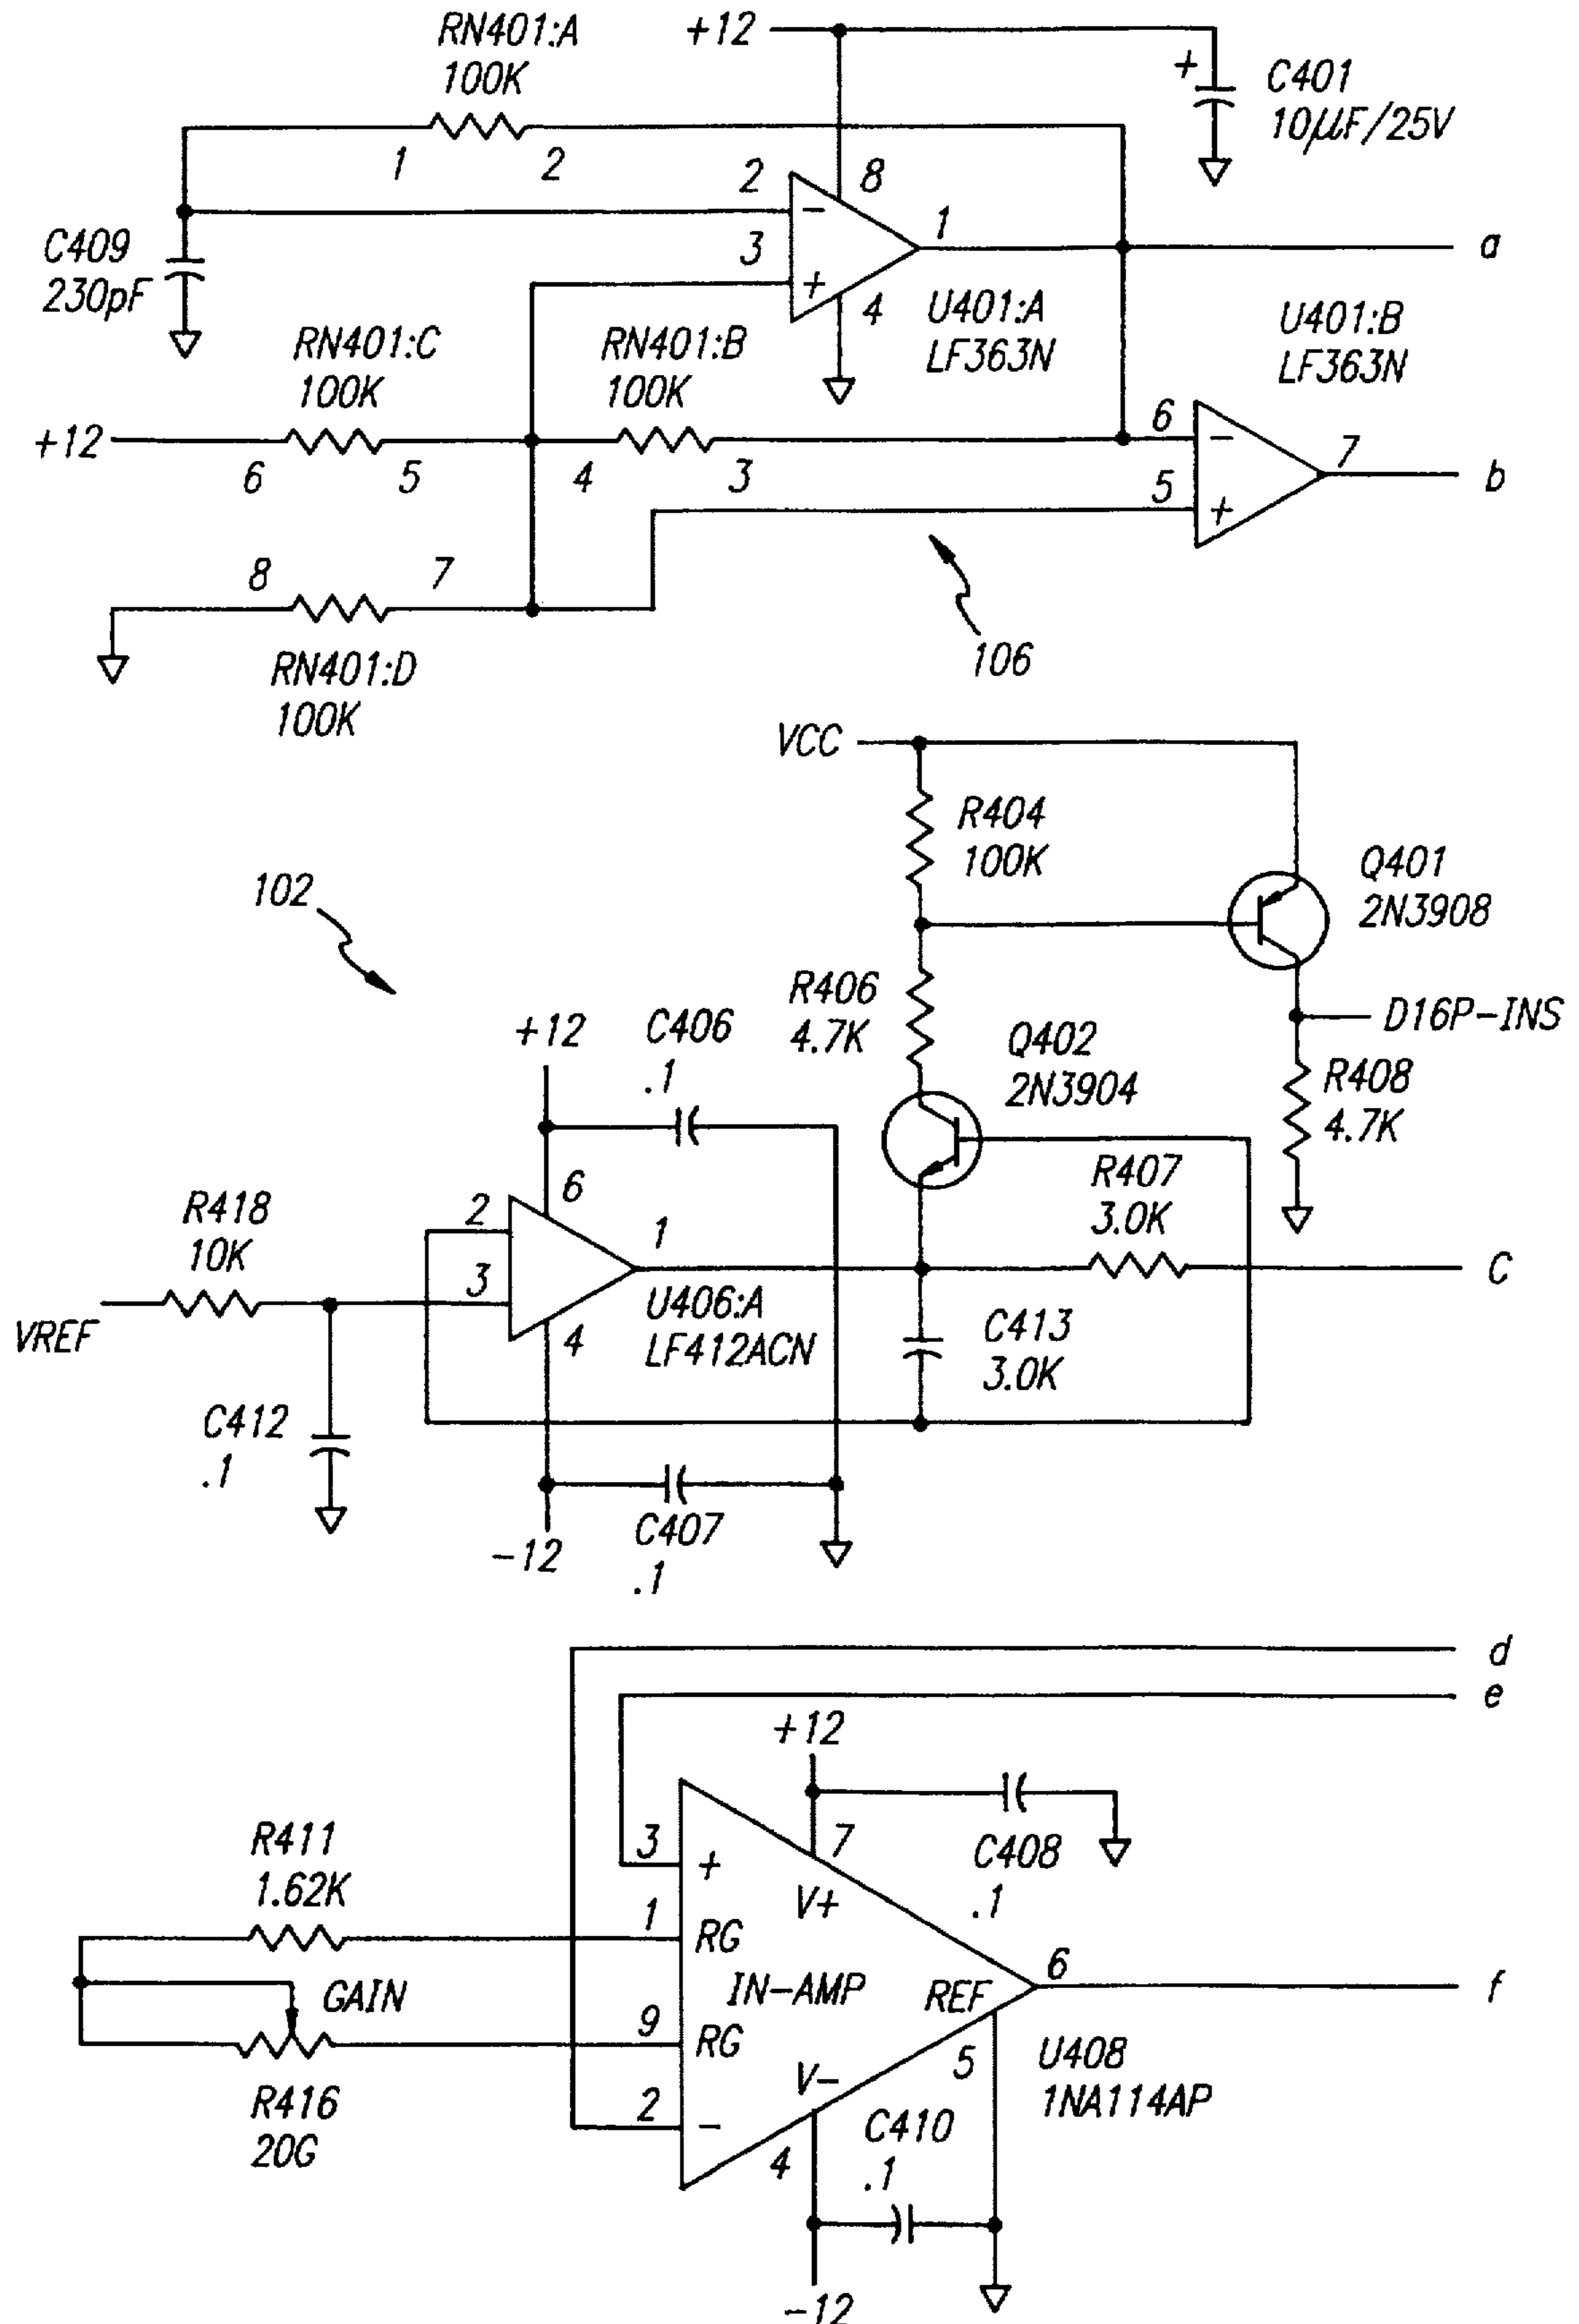 RN401:A
100K
+12
+
C401
10µF/25V
1
2
2
8
−
1
a
C409
230pF
3
+
4
U401:A
LF363N
U401:B
LF363N
RN401:C
100K
RN401:B
100K
+12
6
5
4
3
6
−
7
b
5
+
8
7
106
RN401:D
100K
VCC
R404
100K
Q401
2N3908
102
R406
4.7K
D16P-INS
+12
C406
.1
Q402
2N3904
R408
4.7K
6
R407
3.0K
R418
10K
2
1
C
3
VREF
4
U406:A
LF412ACN
C413
3.0K
C412
.1
C407
.1
-12
d
e
+12
R411
1.62K
3
+
7
C408
.1
V+
1
RG
6
f
GAIN
IN-AMP
REF
9
RG
5
U408
1NA114AP
R416
20G
V-
2
−
4
C410
.1
-12